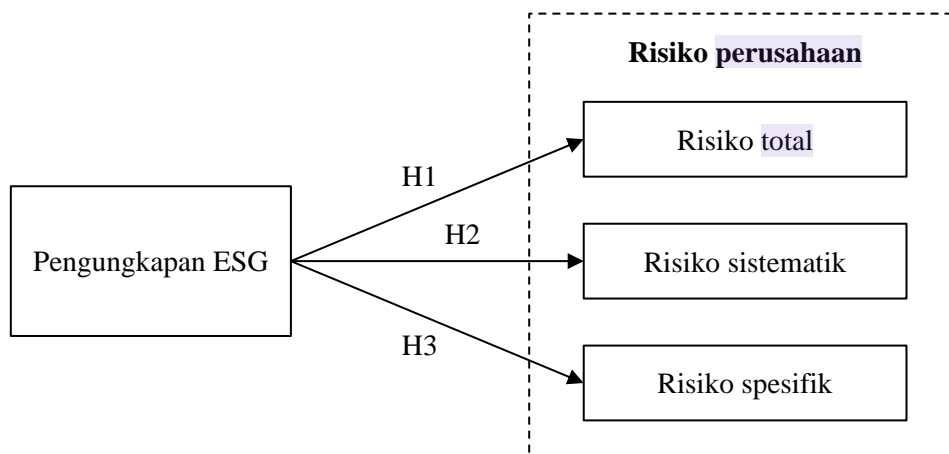 Risiko perusahaan
Risiko total
H1
H2
Pengungkapan ESG
Risiko sistematik
H3
Risiko spesifik